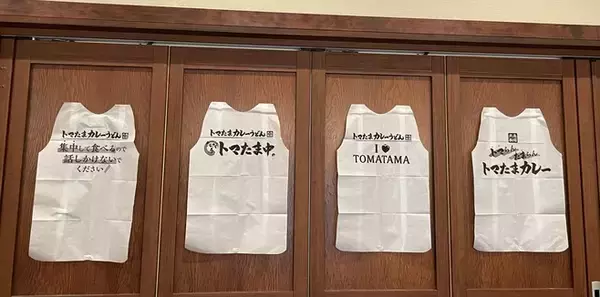 トマたまカレーうどん
集中して食べるので
話しかけないで
ください!
トマたまカレーうどん
トマたま中。
トマたまカレーうどん
I
TOMATAMA
トマたまカレー